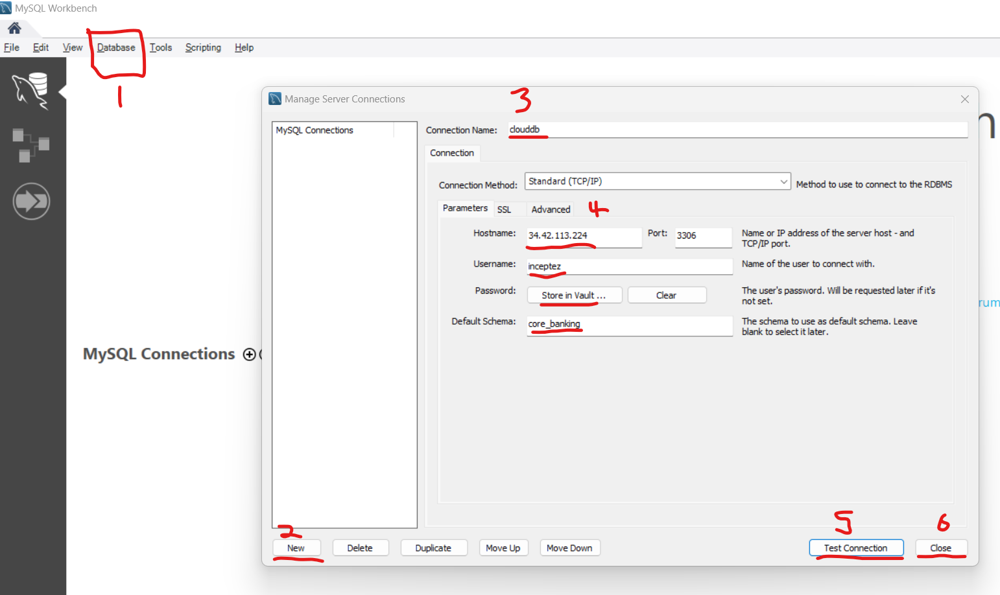 MySQL Workbench
File Edit View Database Tools Scripting Help
1
Manage Server Connections
3
MySQL Connections
Connection Name: clouddb
Connection
Connection Method: Standard (TCP/IP) Method to use to connect to the RDBMS
Parameters SSL Advanced 4
Hostname: 34.42.113.224 Port: 3306 Name or IP address of the server host - and
TCP/IP port.
Username: inceptez Name of the user to connect with.
Password: Store in Vault ... Clear The user's password. Will be requested later if it's
not set.
Default Schema: core_banking The schema to use as default schema. Leave
blank to select it later.
MySQL Connections
2 5 6
New Delete Duplicate Move Up Move Down Test Connection Close